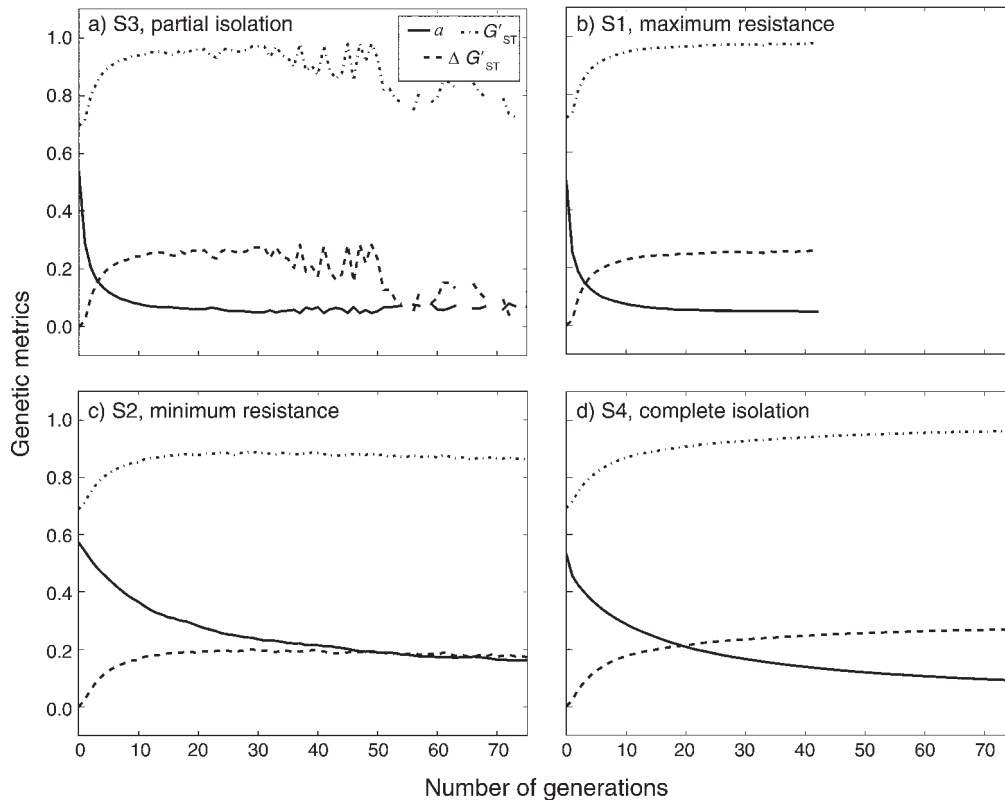 a) S3, partial isolation
a
G'ST
Δ G'ST
b) S1, maximum resistance
1.0
0.8
0.6
0.4
0.2
0.0
c) S2, minimum resistance
d) S4, complete isolation
1.0
0.8
0.6
0.4
0.2
0.0
0 10 20 30 40 50 60 70
0 10 20 30 40 50 60 70
Genetic metrics
Number of generations